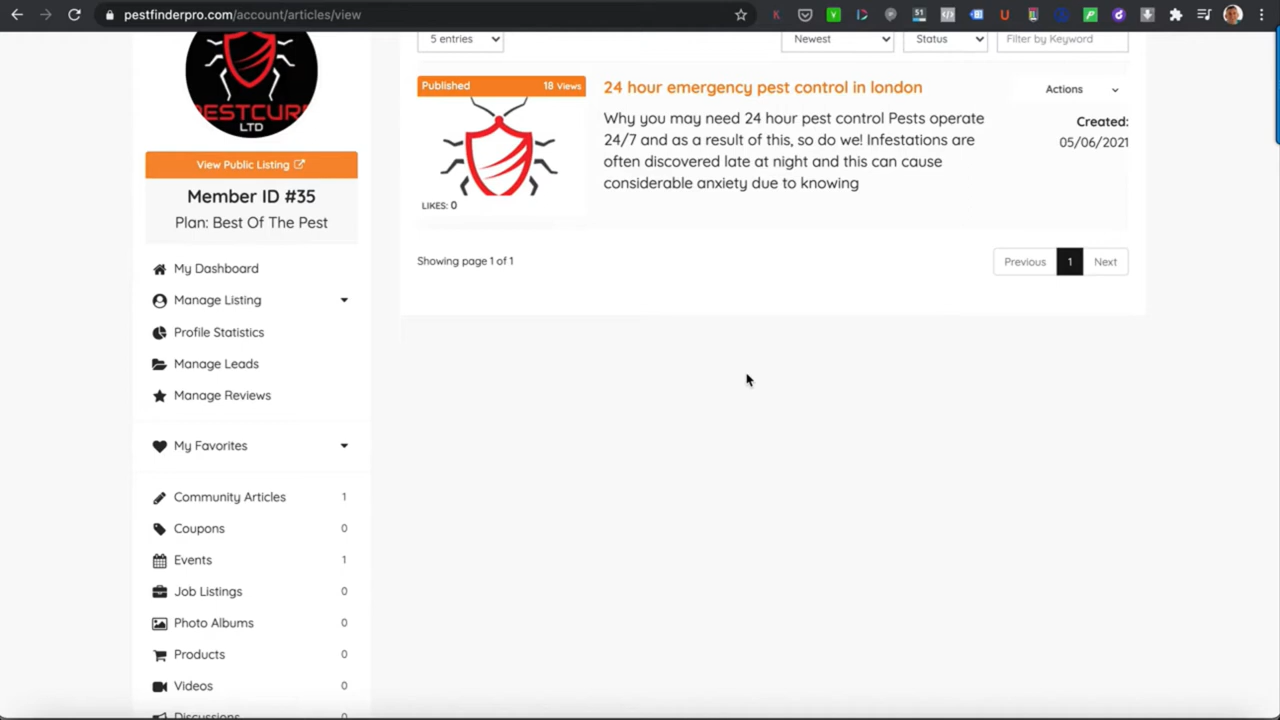 pestfinderpro.com/account/articles/view
51
5 entries
Newest
Status
Filter by Keyword
PESTCURE
LTD
View Public Listing
Member ID #35
Plan: Best Of The Pest
My Dashboard
Manage Listing
Profile Statistics
Manage Leads
Manage Reviews
My Favorites
Community Articles 1
Coupons 0
Events 1
Job Listings 0
Photo Albums 0
Products 0
Videos 0
Discussions 0
Published 18 Views
LIKES: 0
24 hour emergency pest control in london
Why you may need 24 hour pest control Pests operate
24/7 and as a result of this, so do we! Infestations are
often discovered late at night and this can cause
considerable anxiety due to knowing
Actions
Created:
05/06/2021
Showing page 1 of 1
Previous 1 Next